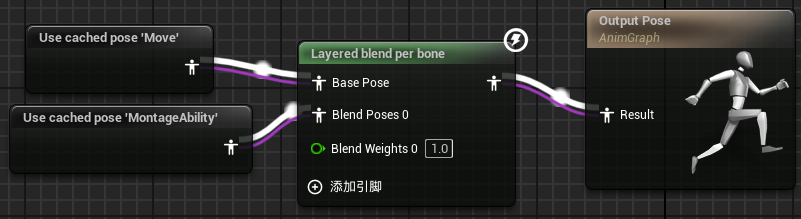 Use cached pose 'Move'
Use cached pose 'MontageAbility'
Layered blend per bone
Base Pose
Blend Poses 0
Blend Weights 0 1.0
添加引脚
Output Pose
AnimGraph
Result